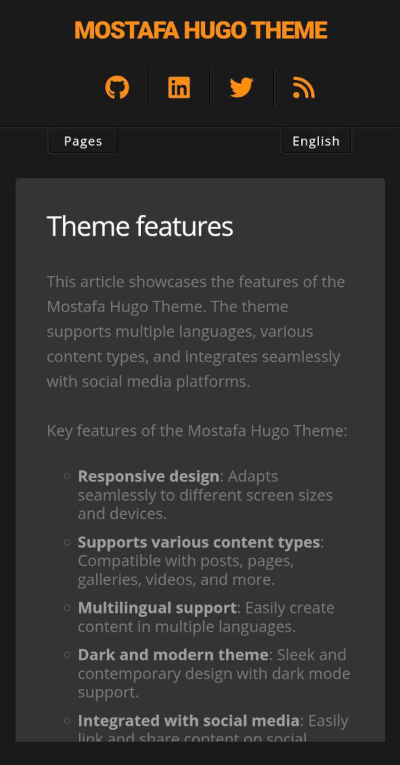 MOSTAFA HUGO THEME
Pages
English
Theme features
This article showcases the features of the
Mostafa Hugo Theme. The theme
supports multiple languages, various
content types, and integrates seamlessly
with social media platforms.
Key features of the Mostafa Hugo Theme:
Responsive design: Adapts
seamlessly to different screen sizes
and devices.
Supports various content types:
Compatible with posts, pages,
galleries, videos, and more.
Multilingual support: Easily create
content in multiple languages.
Dark and modern theme: Sleek and
contemporary design with dark mode
support.
Integrated with social media: Easily
link and share content on social